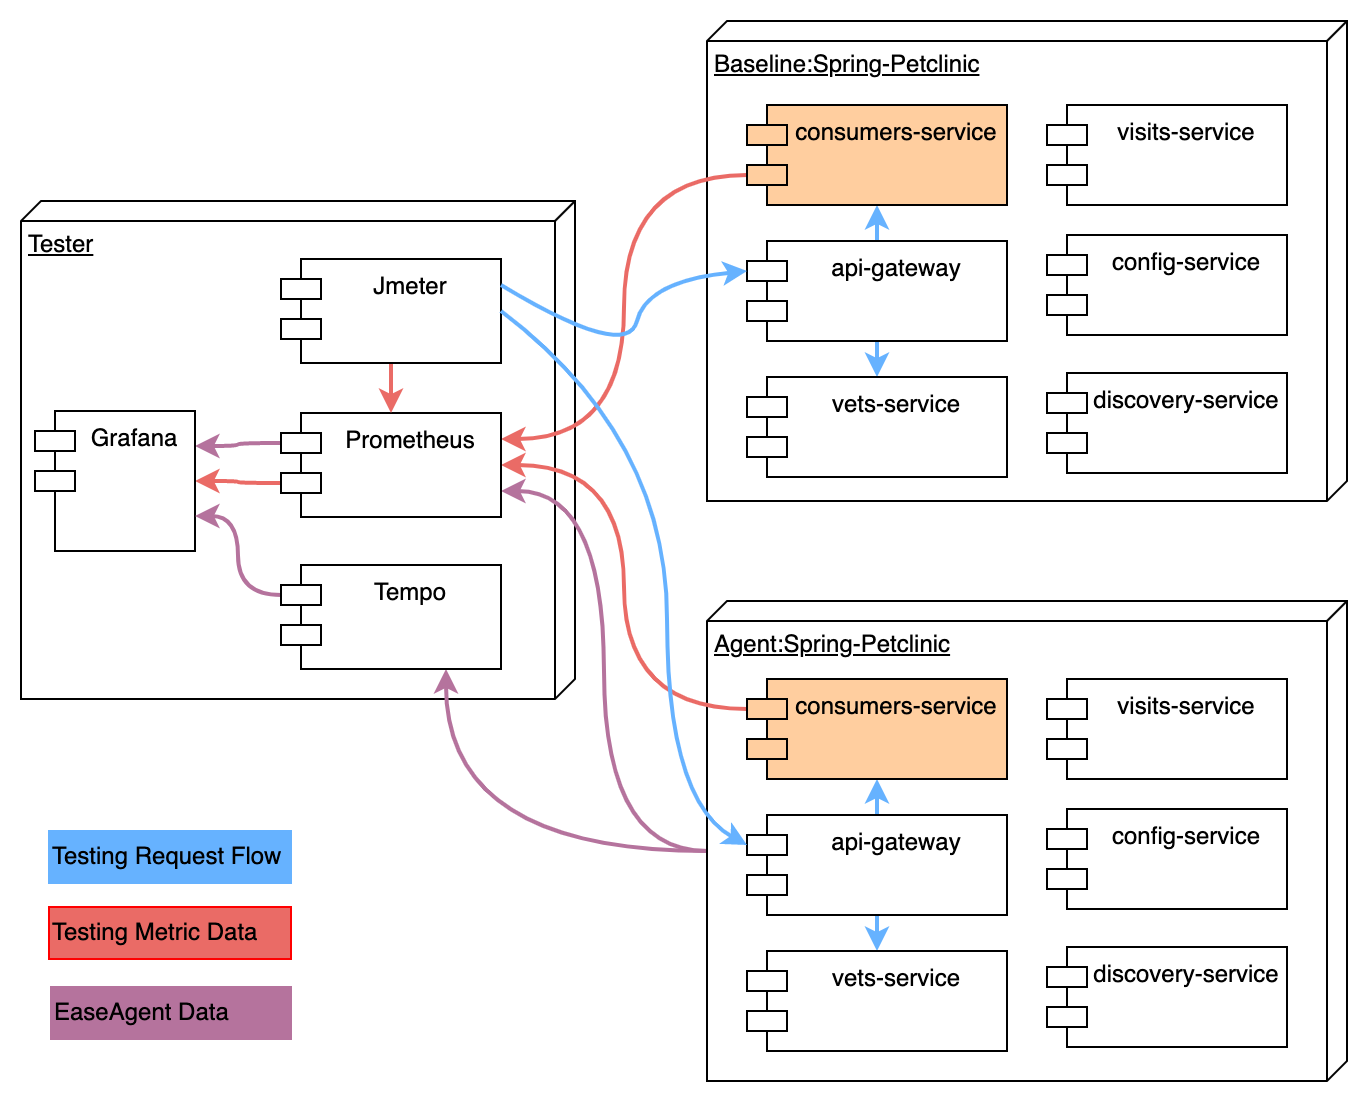 Baseline:Spring-Petclinic
consumers-service
visits-service
api-gateway
config-service
vets-service
discovery-service
Tester
Jmeter
Grafana
Prometheus
Tempo
Agent:Spring-Petclinic
consumers-service
visits-service
api-gateway
config-service
vets-service
discovery-service
Testing Request Flow
Testing Metric Data
EaseAgent Data